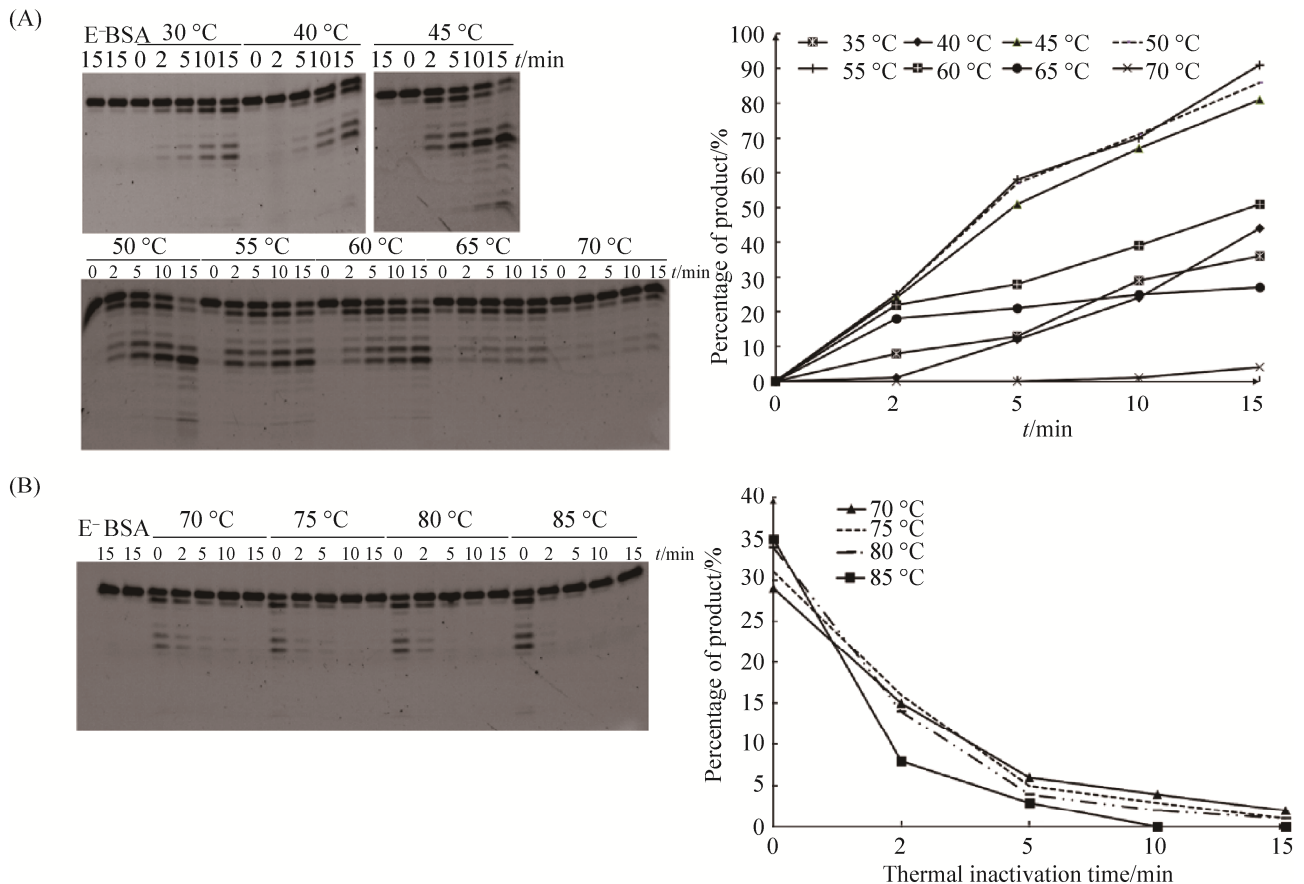 (A)
E⁻BSA 30 °C 40 °C 45 °C
15 15 0 2 5 10 15 0 2 5 10 15 15 0 2 5 10 15 t/min
50 °C 55 °C 60 °C 65 °C 70 °C
0 2 5 10 15 0 2 5 10 15 0 2 5 10 15 0 2 5 10 15 0 2 5 10 15 t/min
Percentage of product/%
100
90
80
70
60
50
40
30
20
10
0
35 °C 40 °C 45 °C 50 °C
55 °C 60 °C 65 °C 70 °C
0 2 5 10 15
t/min
(B)
E⁻ BSA 70 °C 75 °C 80 °C 85 °C
15 15 0 2 5 10 15 0 2 5 10 15 0 2 5 10 15 0 2 5 10 15 t/min
Percentage of product/%
40
35
30
25
20
15
10
5
0
70 °C
75 °C
80 °C
85 °C
0 2 5 10 15
Thermal inactivation time/min